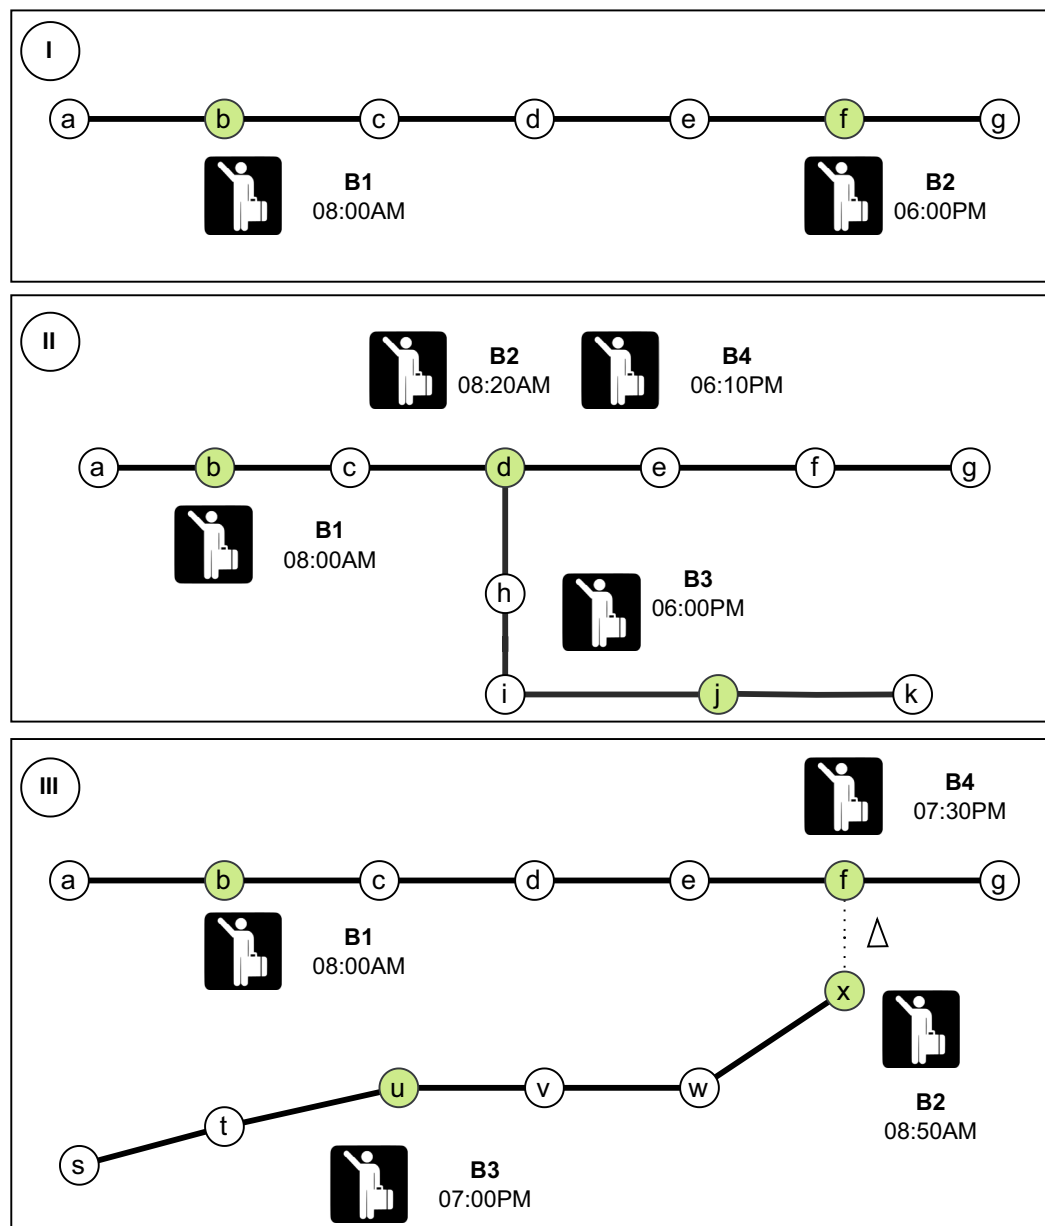 I
a b c d e f g
B1
08:00AM
B2
06:00PM
II
B2
08:20AM
B4
06:10PM
a b c d e f g
B1
08:00AM
h
B3
06:00PM
i j k
III
B4
07:30PM
a b c d e f g
B1
08:00AM
Δ
x
B2
08:50AM
s t u v w
B3
07:00PM